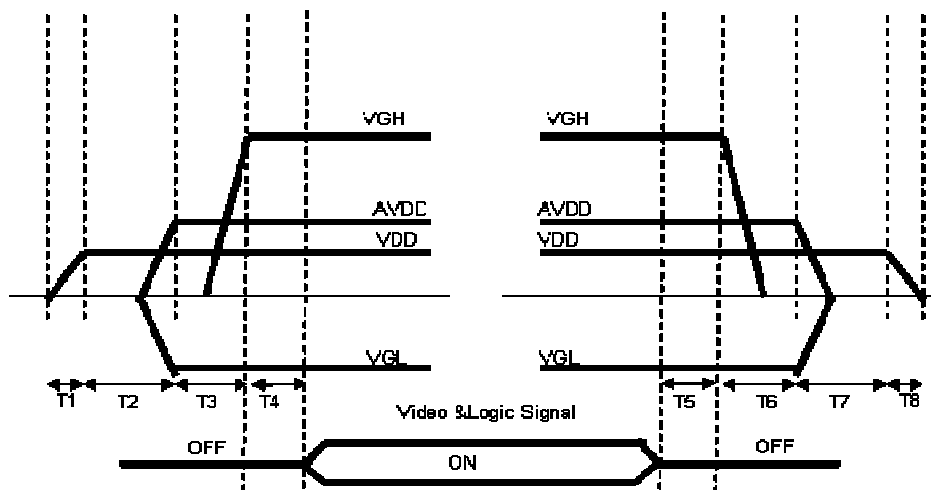 VGH VGH
AVDD AVDD
VDD VDD
VGL VGL
T1 T2 T3 T4 T5 T6 T7 T8
Video &Logic Signal
OFF OFF
ON